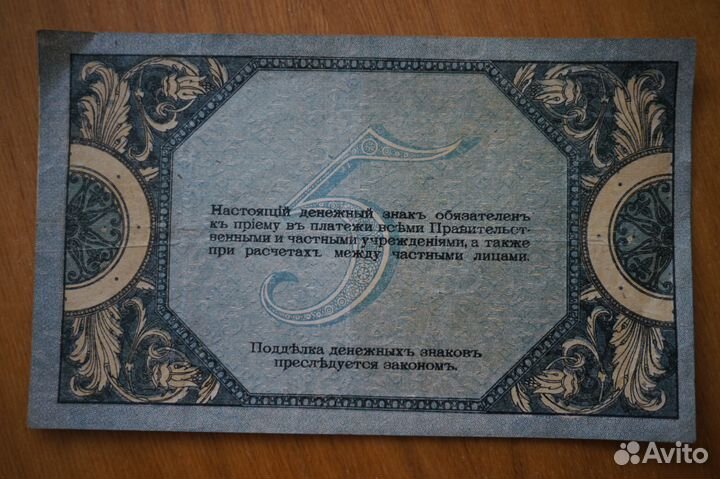 5
Настоящій денежный знакъ обязателенъ
къ пріему въ платежи всѣми Правительст-
венными и частными учрежденіями, а также
при расчетахъ между частными лицами.
Поддѣлка денежныхъ знаковъ
преслѣдуется закономъ.
Avito